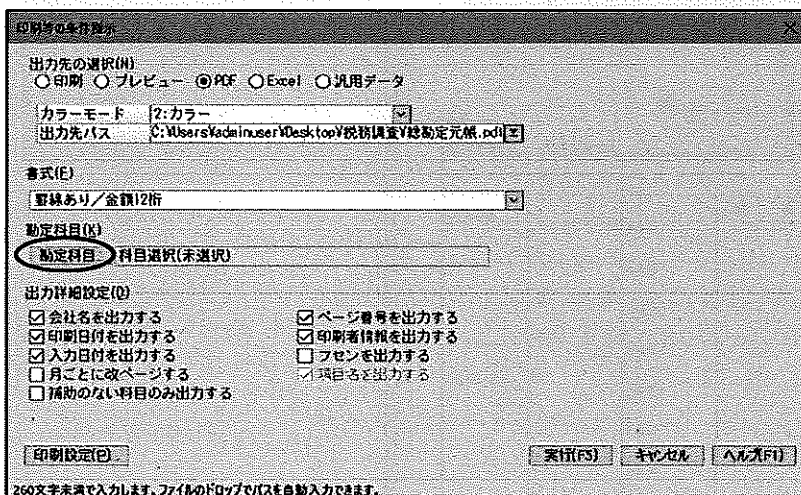 印刷等の条件指示
出力先の選択(N)
印刷 プレビュー PDF Excel 汎用データ
カラーモード 2:カラー
出力先パス C:¥Users¥adminuser¥Desktop¥税務調査¥総勘定元帳.pdf
書式(F)
罫線あり/金額12桁
勘定科目(K)
勘定科目 科目選択(未選択)
出力詳細設定(O)
会社名を出力する ページ番号を出力する
印刷日付を出力する 印刷者情報を出力する
入力日付を出力する フセンを出力する
月ごとに改ページする 項目名を出力する
補助のない科目のみ出力する
印刷設定(P)... 実行(F5) キャンセル ヘルプ(F1)
260文字未満で入力します。ファイルのドロップでパスを自動入力できます。